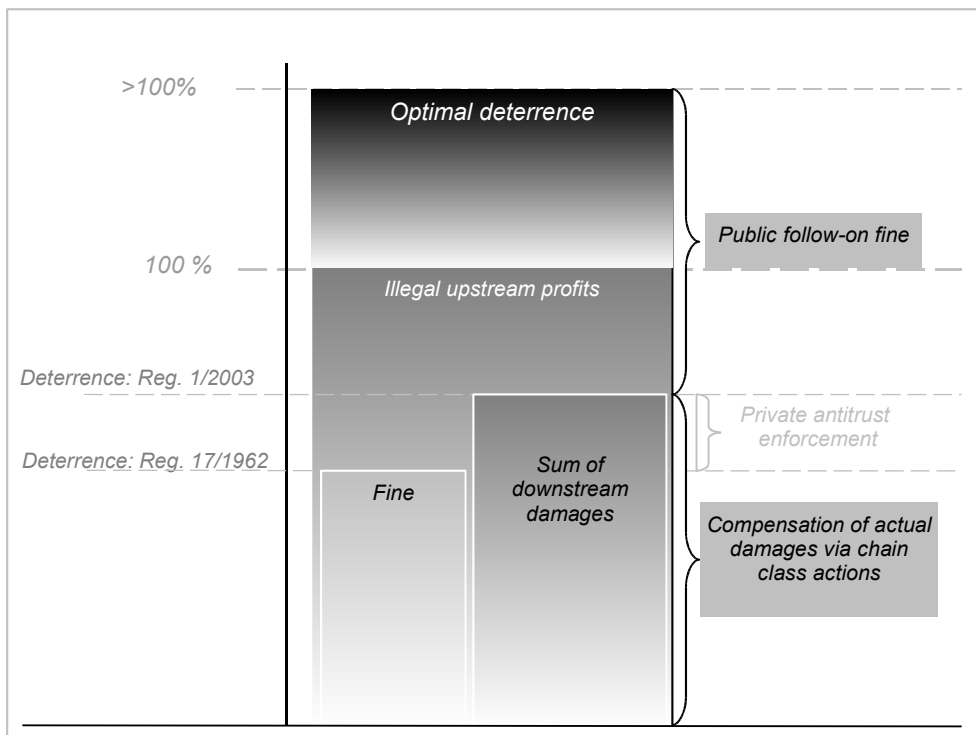 >100%
Optimal deterrence
Public follow-on fine
100 %
Illegal upstream profits
Deterrence: Reg. 1/2003
Private antitrust
enforcement
Deterrence: Reg. 17/1962
Fine
Sum of
downstream
damages
Compensation of actual
damages via chain
class actions